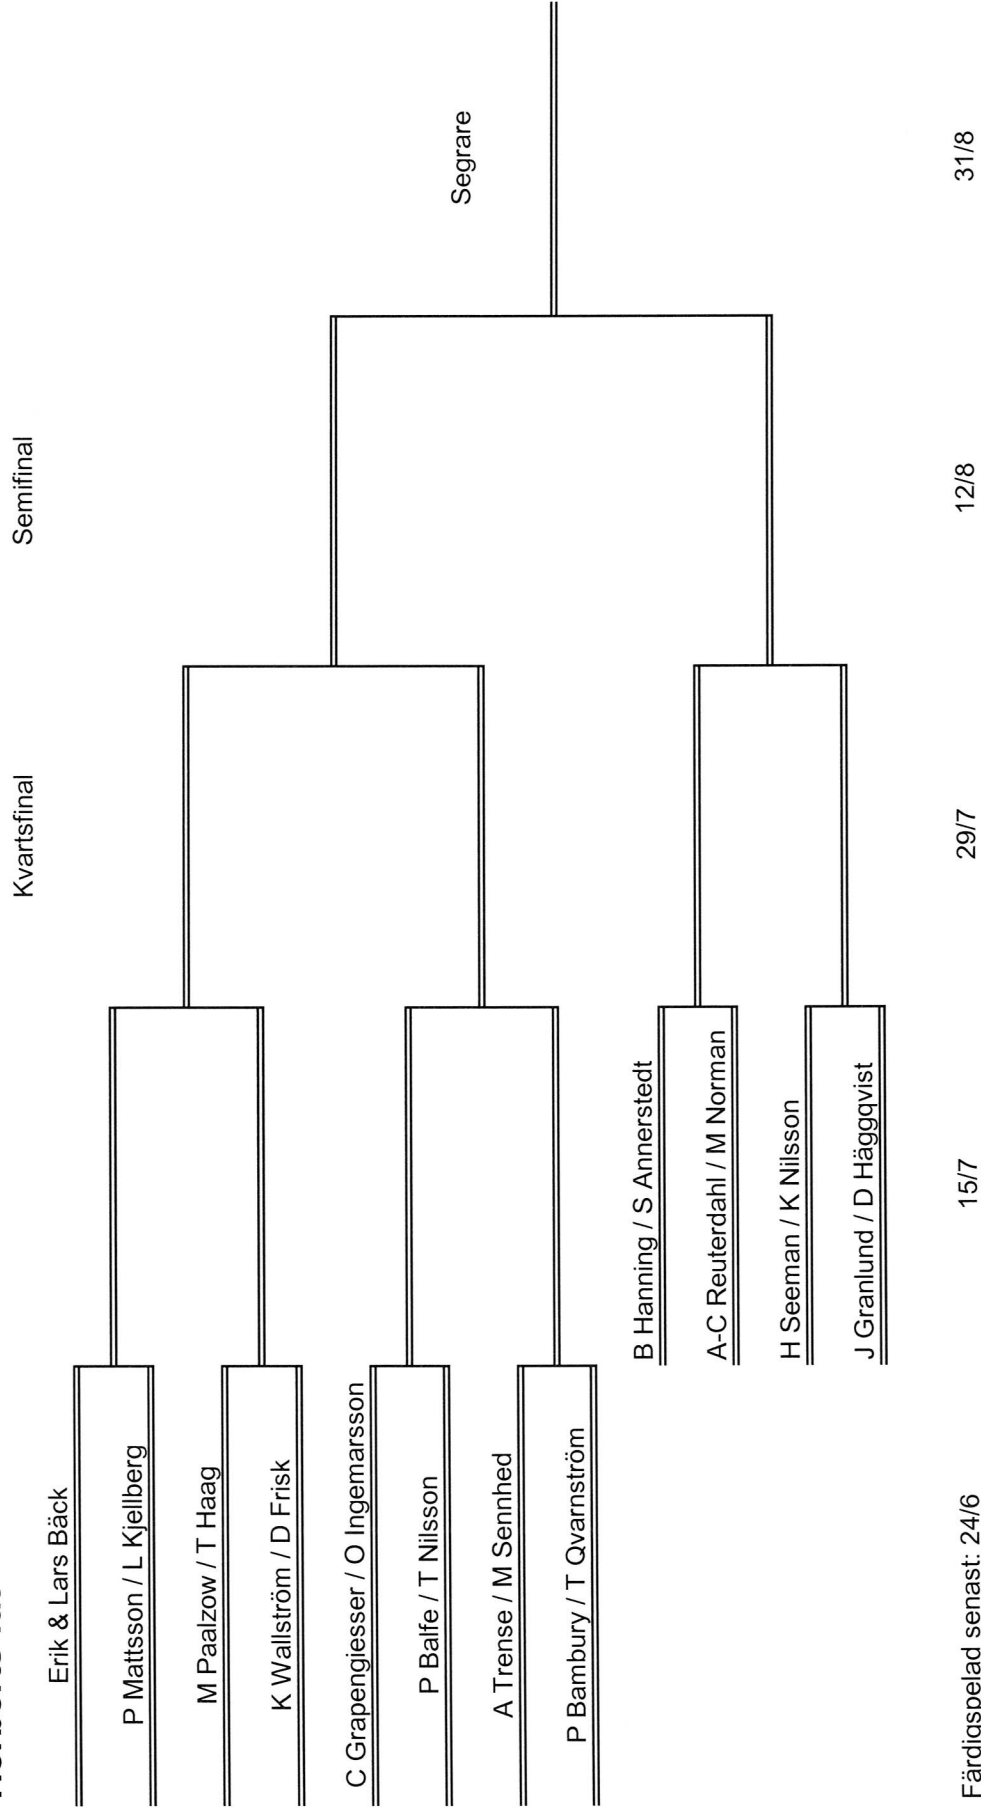 Kvartsfinal
Semifinal
Segrare
Erik & Lars Bäck
P Mattsson / L Kjellberg
M Paalzow / T Haag
K Wallström / D Frisk
C Grapengiesser / O Ingemarsson
P Balfe / T Nilsson
A Trense / M Sennhed
P Bambury / T Qvarnström
B Hanning / S Annerstedt
A-C Reuterdahl / M Norman
H Seeman / K Nilsson
J Granlund / D Häggqvist
Färdigspelad senast: 24/6
15/7
29/7
12/8
31/8